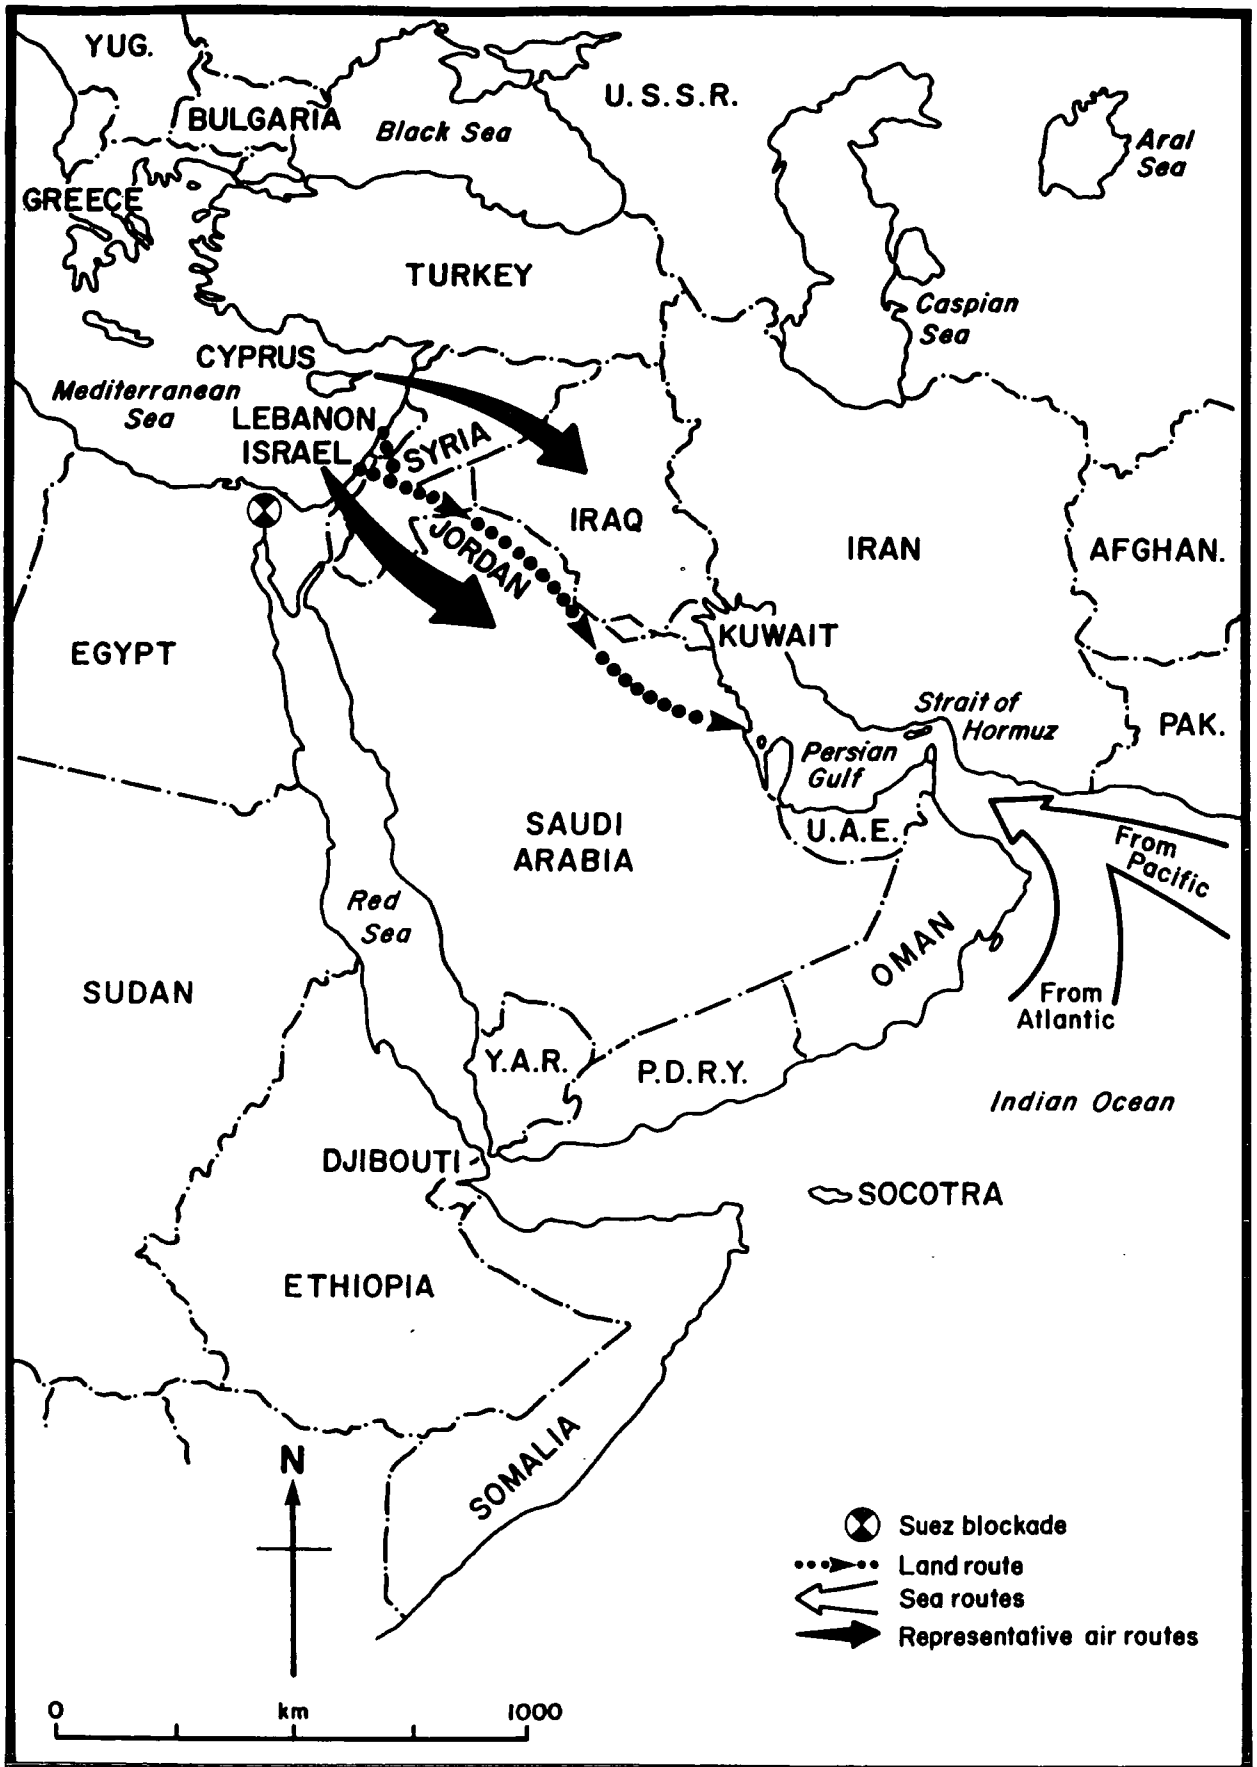 YUG.
U.S.S.R.
BULGARIA
Black Sea
Aral
Sea
GREECE
TURKEY
Caspian
Sea
CYPRUS
Mediterranean
Sea
LEBANON
ISRAEL
SYRIA
IRAQ
IRAN
AFGHAN.
JORDAN
EGYPT
KUWAIT
Strait of
Hormuz
PAK.
Persian
Gulf
SAUDI
ARABIA
U.A.E.
From
Pacific
Red
Sea
OMAN
SUDAN
From
Atlantic
Y.A.R.
P.D.R.Y.
Indian Ocean
DJIBOUTI
SOCOTRA
ETHIOPIA
SOMALIA
N
Suez blockade
Land route
Sea routes
Representative air routes
0 km 1000